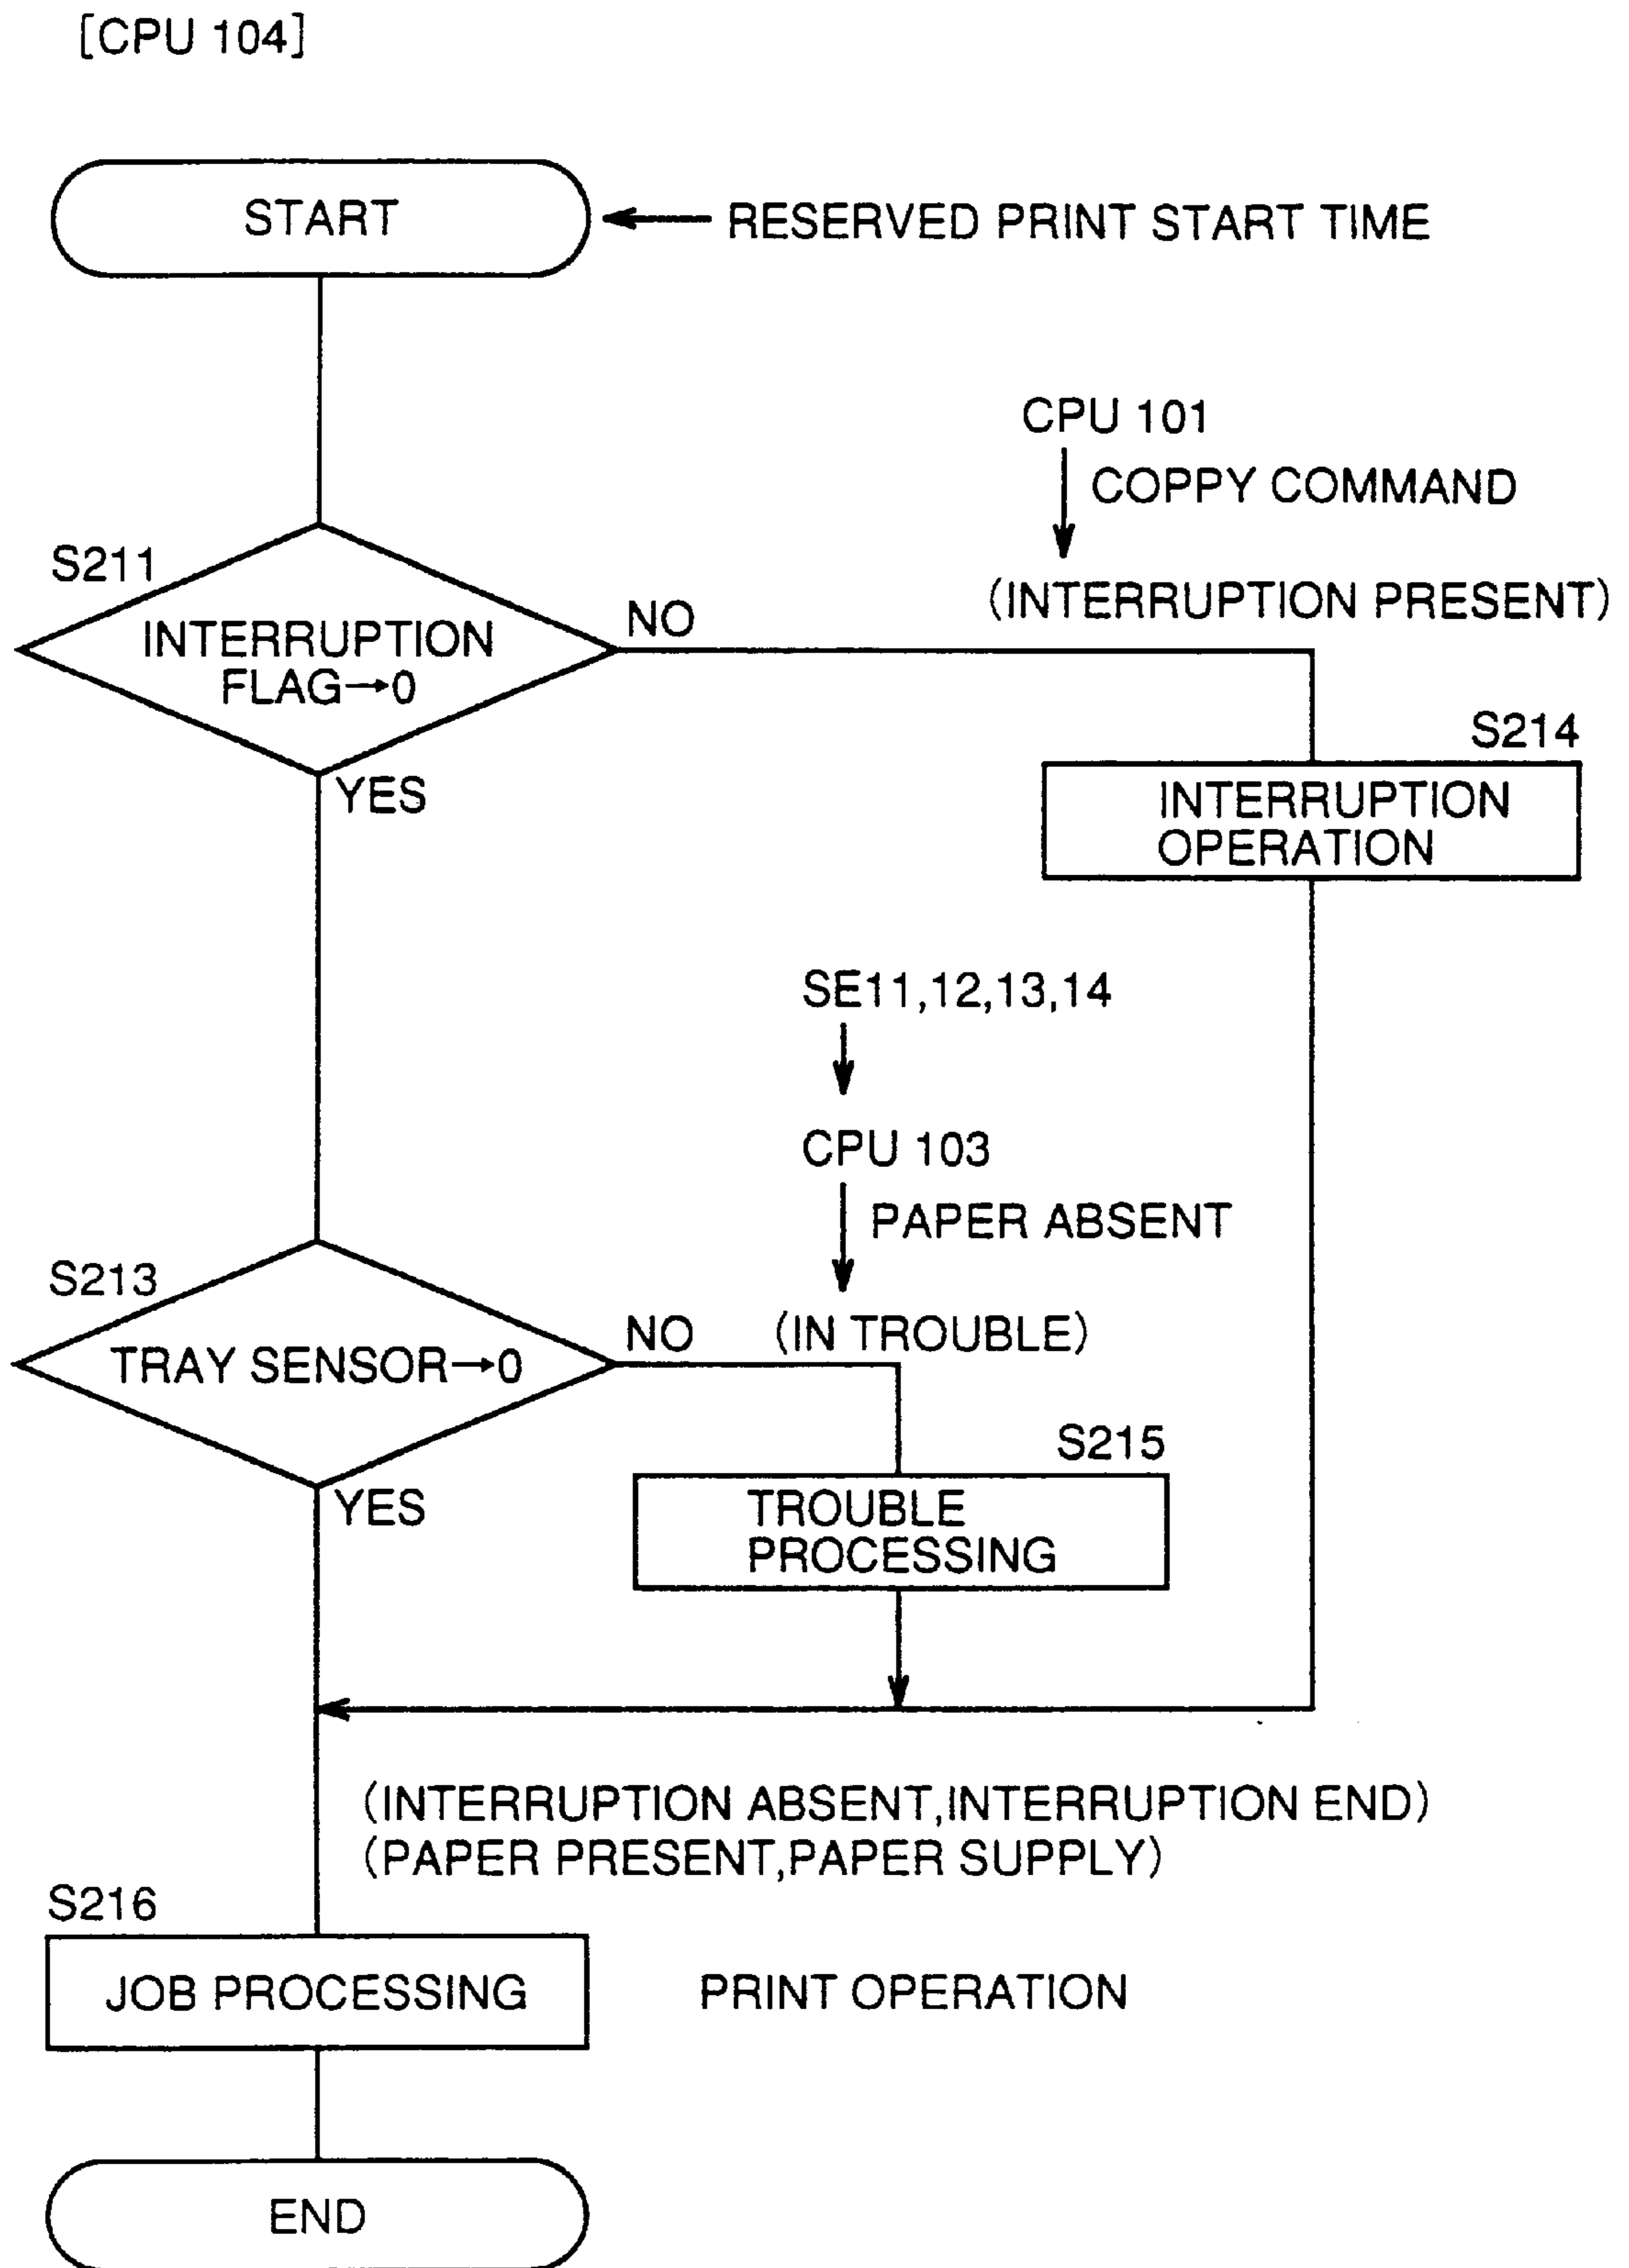 [CPU 104]
START
RESERVED PRINT START TIME
CPU 101
COPPY COMMAND
(INTERRUPTION PRESENT)
S211
INTERRUPTION
FLAG→0
NO
YES
S214
INTERRUPTION
OPERATION
SE11,12,13,14
CPU 103
PAPER ABSENT
(IN TROUBLE)
S213
TRAY SENSOR→0
NO
YES
S215
TROUBLE
PROCESSING
(INTERRUPTION ABSENT,INTERRUPTION END)
(PAPER PRESENT,PAPER SUPPLY)
S216
JOB PROCESSING
PRINT OPERATION
END